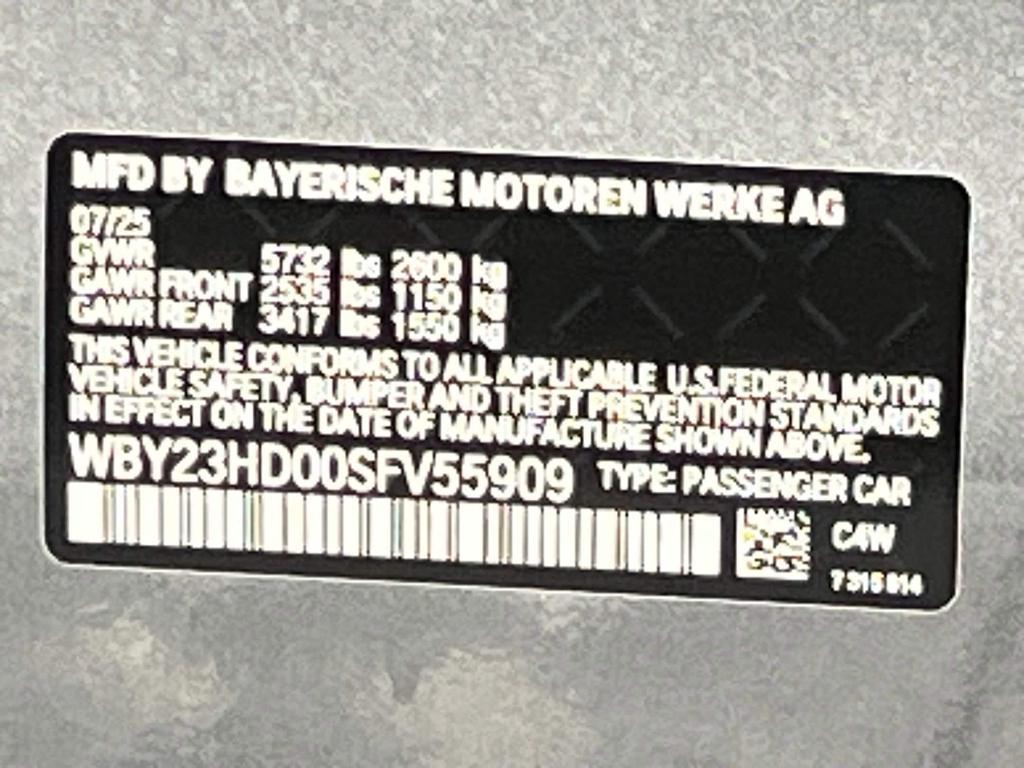 MFD BY BAYERISCHE MOTOREN WERKE AG
07/25
GVWR 5732 lbs 2600 kg
GAWR FRONT 2535 lbs 1150 kg
GAWR REAR 3417 lbs 1550 kg
THIS VEHICLE CONFORMS TO ALL APPLICABLE U.S.FEDERAL MOTOR
VEHICLE SAFETY, BUMPER AND THEFT PREVENTION STANDARDS
IN EFFECT ON THE DATE OF MANUFACTURE SHOWN ABOVE.
WBY23HD00SFV55909 TYPE: PASSENGER CAR
C4W
7 315 814